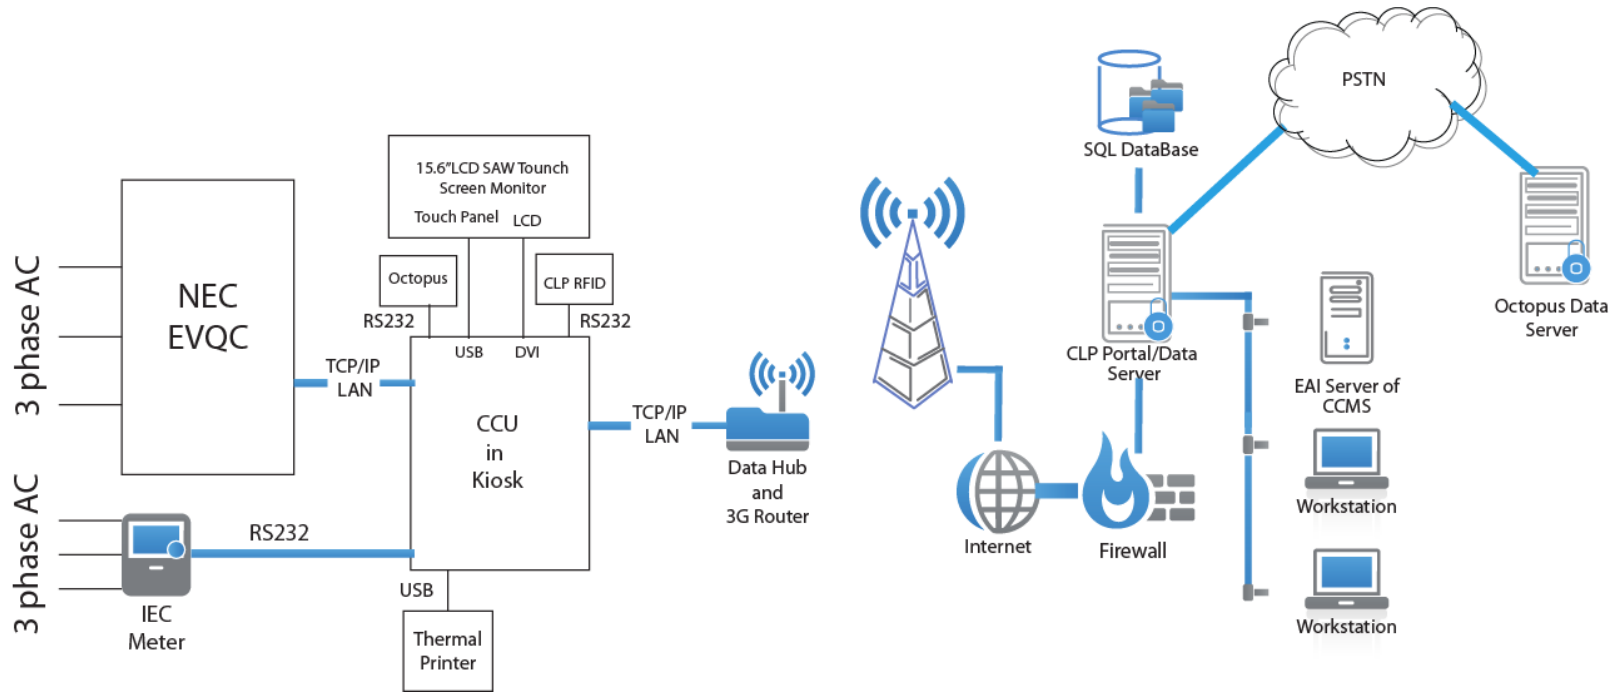 3 phase AC
NEC
EVQC
TCP/IP
LAN
15.6"LCD SAW Tounch
Screen Monitor
Touch Panel
LCD
Octopus
CLP RFID
RS232
RS232
USB
DVI
CCU
in
Kiosk
TCP/IP
LAN
Data Hub
and
3G Router
3 phase AC
IEC
Meter
RS232
USB
Thermal
Printer
SQL DataBase
PSTN
CLP Portal/Data
Server
Octopus Data
Server
EAI Server of
CCMS
Internet
Firewall
Workstation
Workstation